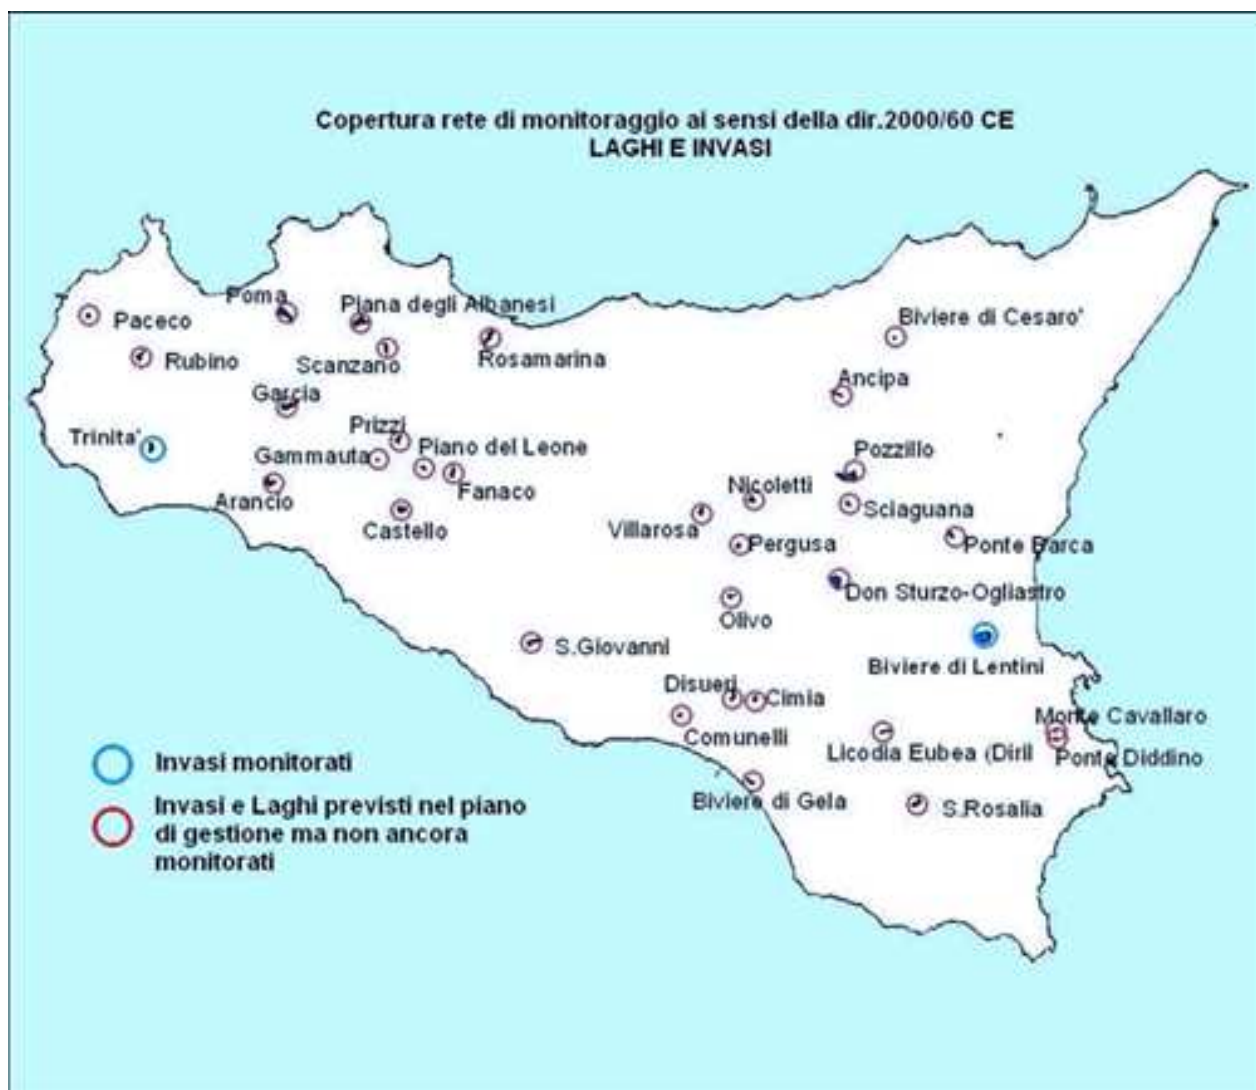 Copertura rete di monitoraggio ai sensi della dir.2000/60 CE
LAGHI E INVASI
Poma
Piana degli Albanesi
Paceco
Biviere di Cesaro'
Rubino
Scanzano
Rosamarina
Ancipa
Garcia
Prizzi
Trinita'
Piano del Leone
Gammauta
Pozzillo
Fanaco
Nicoletti
Arancio
Sciaguana
Castello
Villarosa
Pergusa
Ponte Barca
Don Sturzo-Ogliastro
Olivo
S.Giovanni
Biviere di Lentini
Disueri
Cimia
Monte Cavallaro
Comunelli
Licodia Eubea (Diril
Ponte Diddino
Invasi monitorati
Biviere di Gela
S.Rosalia
Invasi e Laghi previsti nel piano
di gestione ma non ancora
monitorati